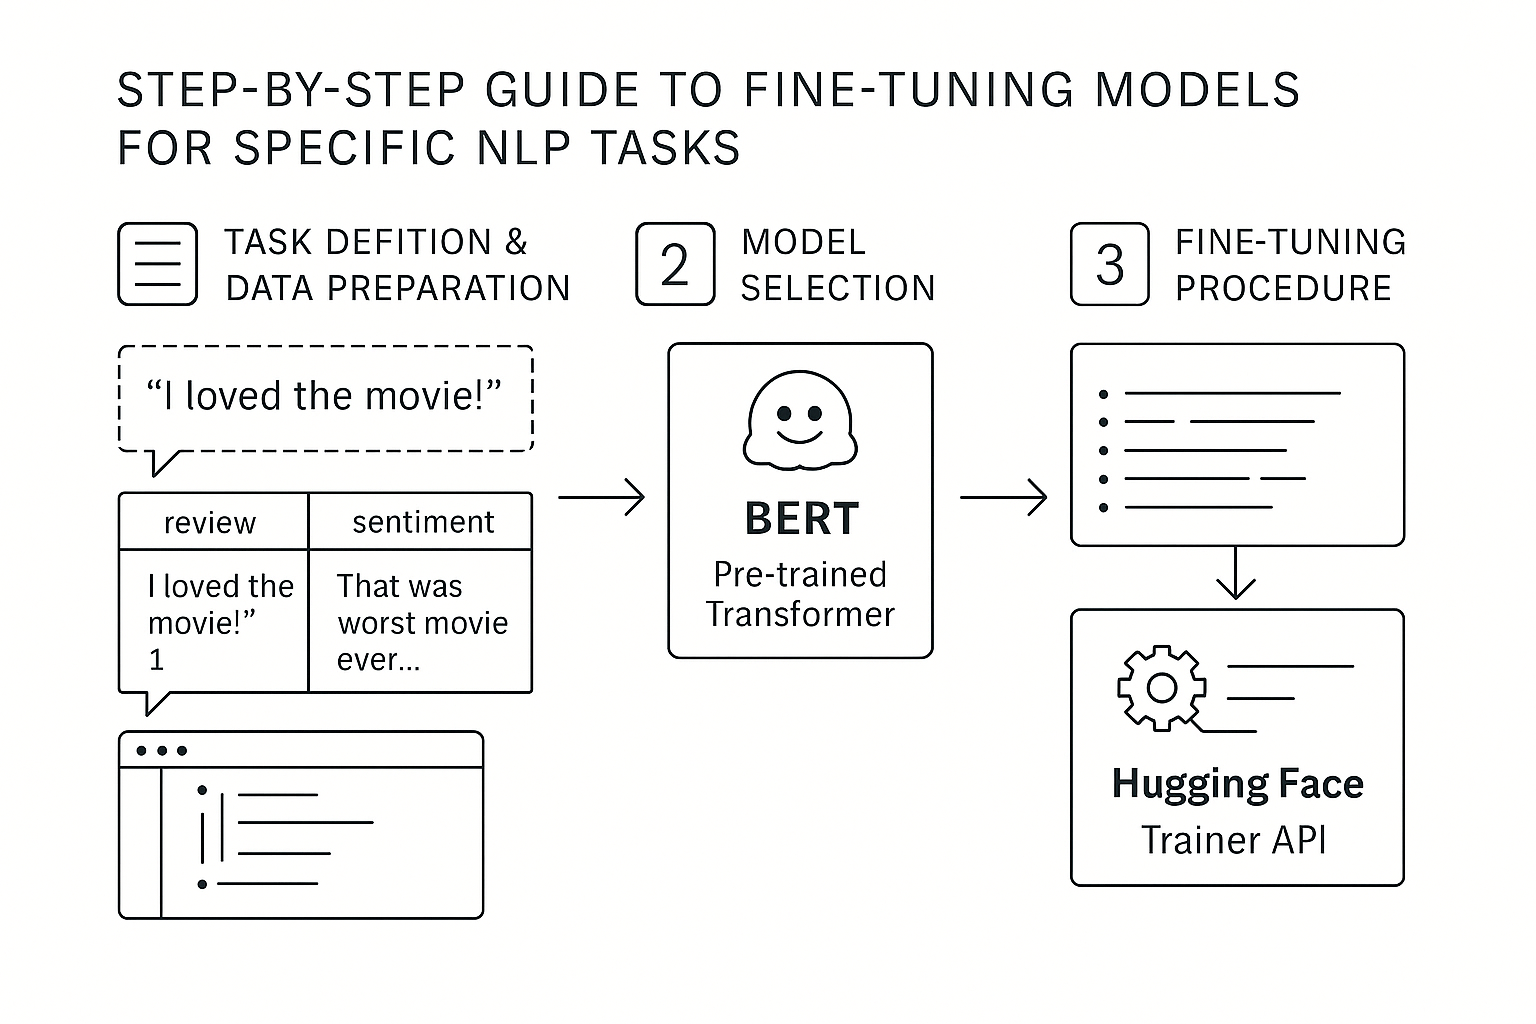 STEP-BY-STEP GUIDE TO FINE-TUNING MODELS
FOR SPECIFIC NLP TASKS
TASK DEFITION &
DATA PREPARATION
“I loved the movie!”
review
sentiment
I loved the
movie!”
1
That was
worst movie
ever...
2
MODEL
SELECTION
BERT
Pre-trained
Transformer
3
FINE-TUNING
PROCEDURE
Hugging Face
Trainer API